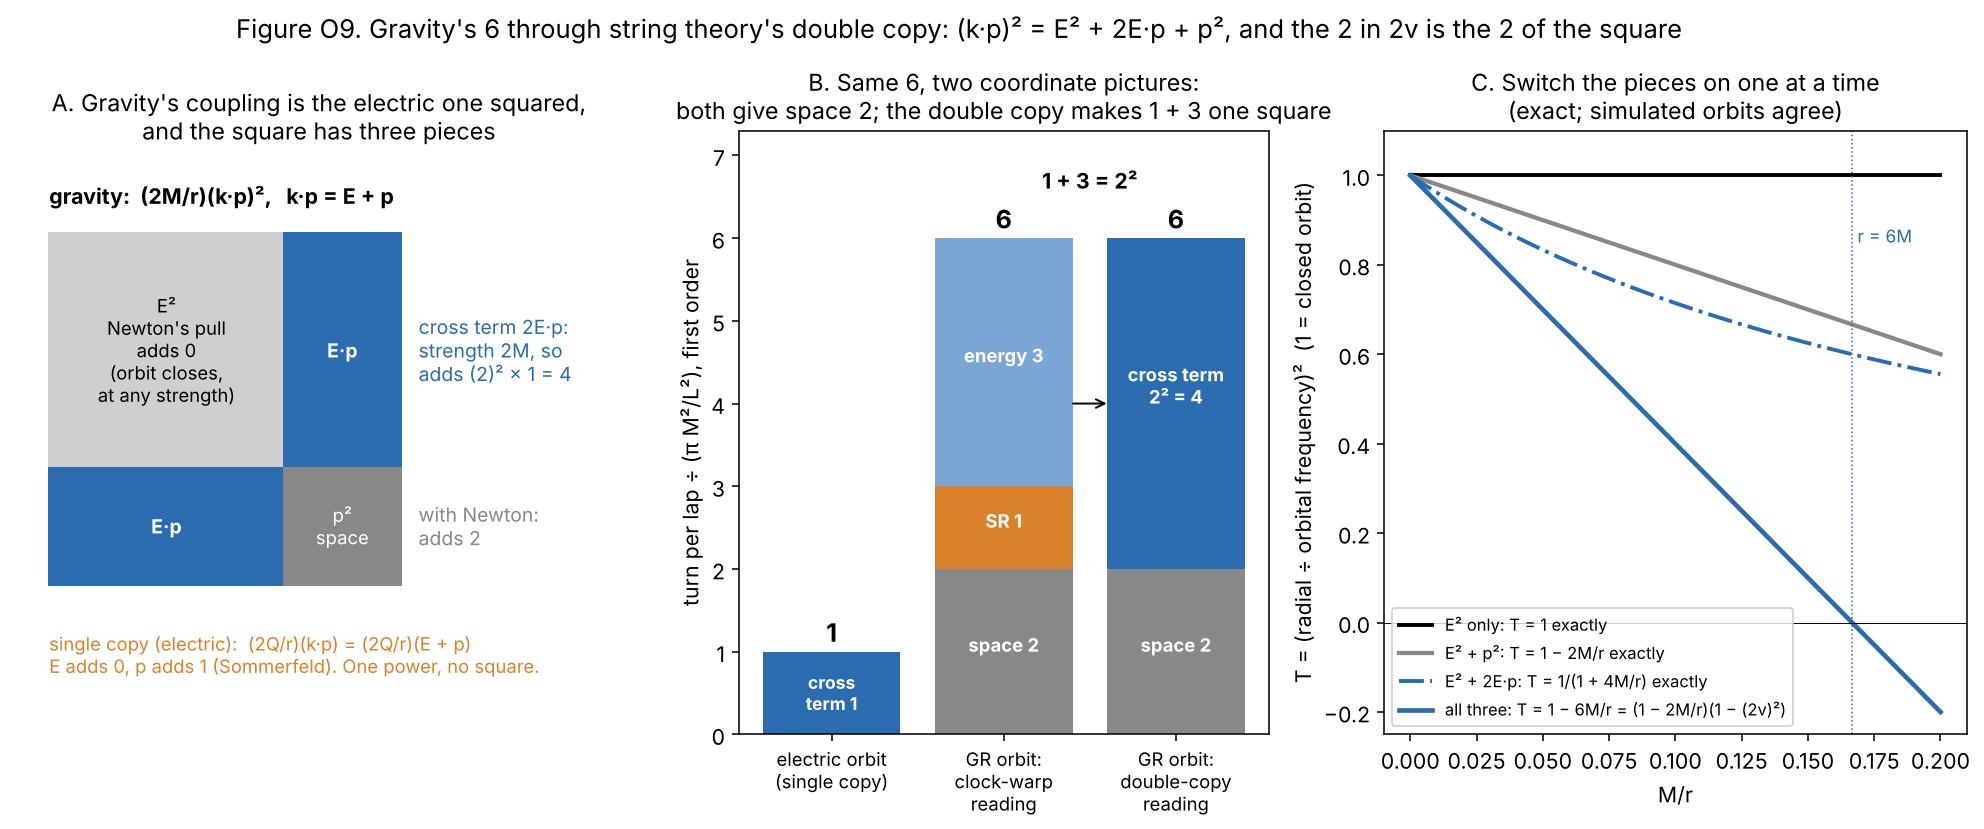 Figure O9. Gravity's 6 through string theory's double copy: (k·p)² = E² + 2E·p + p², and the 2 in 2v is the 2 of the square
A. Gravity's coupling is the electric one squared,
and the square has three pieces
gravity:  (2M/r)(k·p)²,   k·p = E + p
E²
Newton's pull
adds 0
(orbit closes,
at any strength)
E·p
cross term 2E·p:
strength 2M, so
adds (2)² × 1 = 4
E·p
p²
space
with Newton:
adds 2
single copy (electric):  (2Q/r)(k·p) = (2Q/r)(E + p)
E adds 0, p adds 1 (Sommerfeld). One power, no square.
B. Same 6, two coordinate pictures:
both give space 2; the double copy makes 1 + 3 one square
turn per lap ÷ (π M²/L²), first order
7
6
5
4
3
2
1
0
1 + 3 = 2²
1
6
6
cross
term 1
energy 3
SR 1
space 2
cross term
2² = 4
space 2
electric orbit
(single copy)
GR orbit:
clock-warp
reading
GR orbit:
double-copy
reading
C. Switch the pieces on one at a time
(exact; simulated orbits agree)
T = (radial ÷ orbital frequency)²  (1 = closed orbit)
1.0
0.8
0.6
0.4
0.2
0.0
−0.2
r = 6M
E² only: T = 1 exactly
E² + p²: T = 1 − 2M/r exactly
E² + 2E·p: T = 1/(1 + 4M/r) exactly
all three: T = 1 − 6M/r = (1 − 2M/r)(1 − (2v)²)
0.000 0.025 0.050 0.075 0.100 0.125 0.150 0.175 0.200
M/r